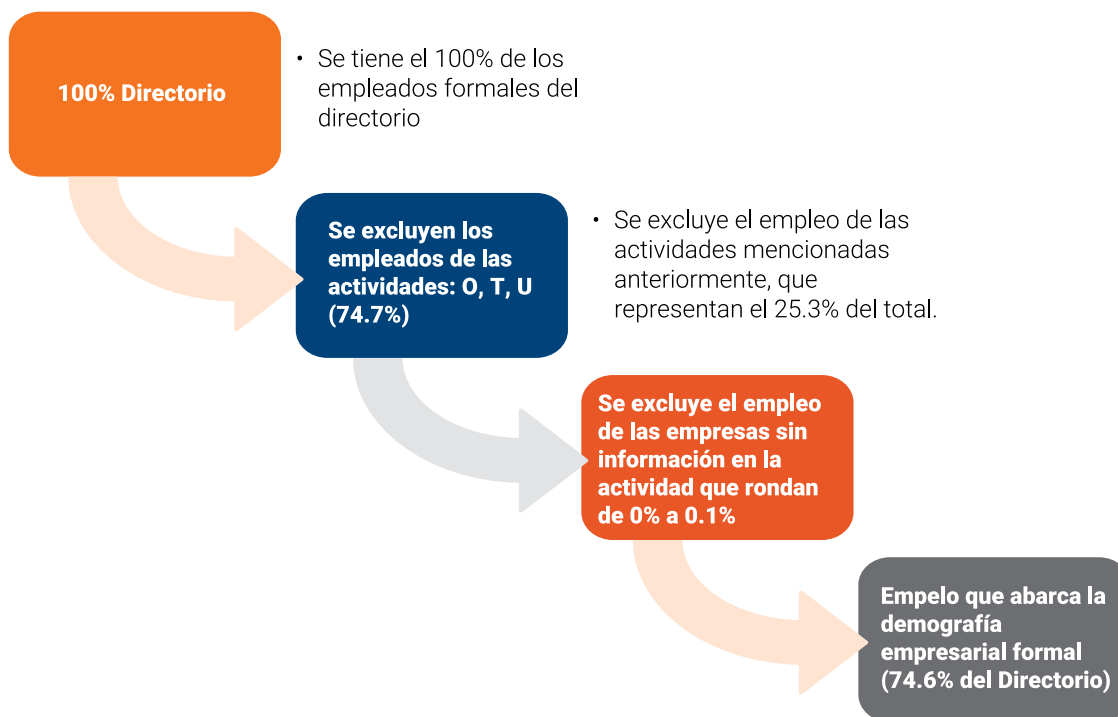 100% Directorio
• Se tiene el 100% de los
empleados formales del
directorio
Se excluyen los
empleados de las
actividades: O, T, U
(74.7%)
• Se excluye el empleo de las
actividades mencionadas
anteriormente, que
representan el 25.3% del total.
Se excluye el empleo
de las empresas sin
información en la
actividad que rondan
de 0% a 0.1%
Empelo que abarca la
demografía
empresarial formal
(74.6% del Directorio)